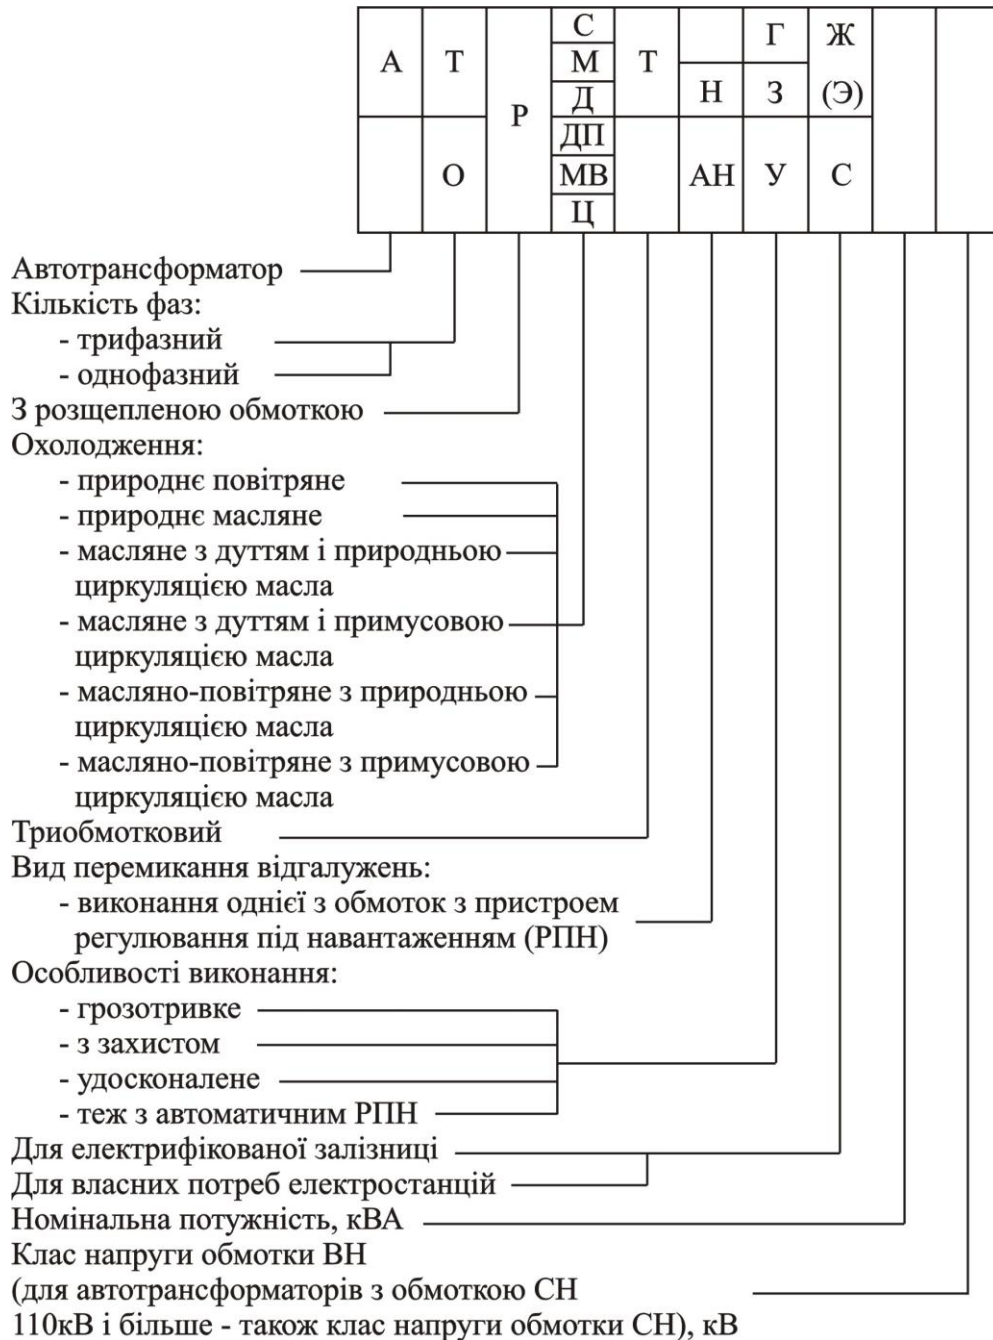 С
Г
Ж
А
Т
М
Т
Р
Д
Н
З
(Э)
ДП
О
МВ
АН
У
С
Ц
Автотрансформатор
Кількість фаз:
- трифазний
- однофазний
З розщепленою обмоткою
Охолодження:
- природнє повітряне
- природнє масляне
- масляне з дуттям і природньою
циркуляцією масла
- масляне з дуттям і примусовою
циркуляцією масла
- масляно-повітряне з природньою
циркуляцією масла
- масляно-повітряне з примусовою
циркуляцією масла
Триобмотковий
Вид перемикання відгалужень:
- виконання однієї з обмоток з пристроем
регулювання під навантаженням (РПН)
Особливості виконання:
- грозотривке
- з захистом
- удосконалене
- теж з автоматичним РПН
Для електрифікованої залізниці
Для власних потреб електростанцій
Номінальна потужність, кВА
Клас напруги обмотки ВН
(для автотрансформаторів з обмоткою СН
110кВ і більше - також клас напруги обмотки СН), кВ